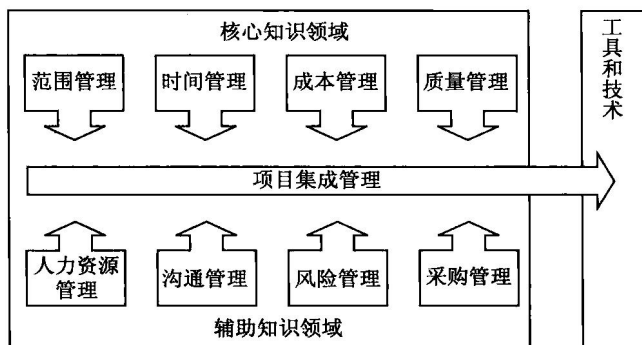 核心知识领域
范围管理
时间管理
成本管理
质量管理
工具和技术
项目集成管理
人力资源
管理
沟通管理
风险管理
采购管理
辅助知识领域